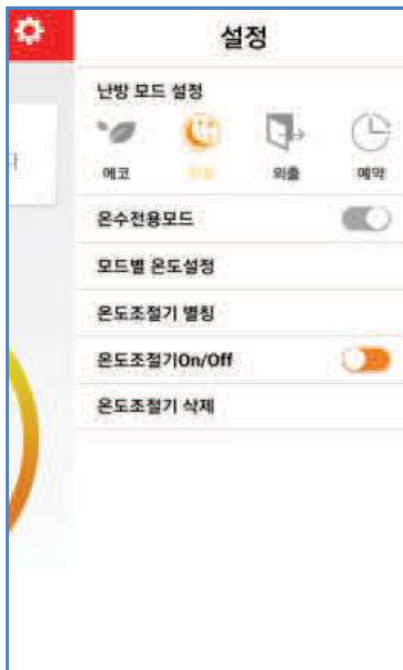 설정
난방 모드 설정
에코
외출
예약
온수전용모드
모드별 온도설정
온도조절기 별칭
온도조절기On/Off
온도조절기 삭제